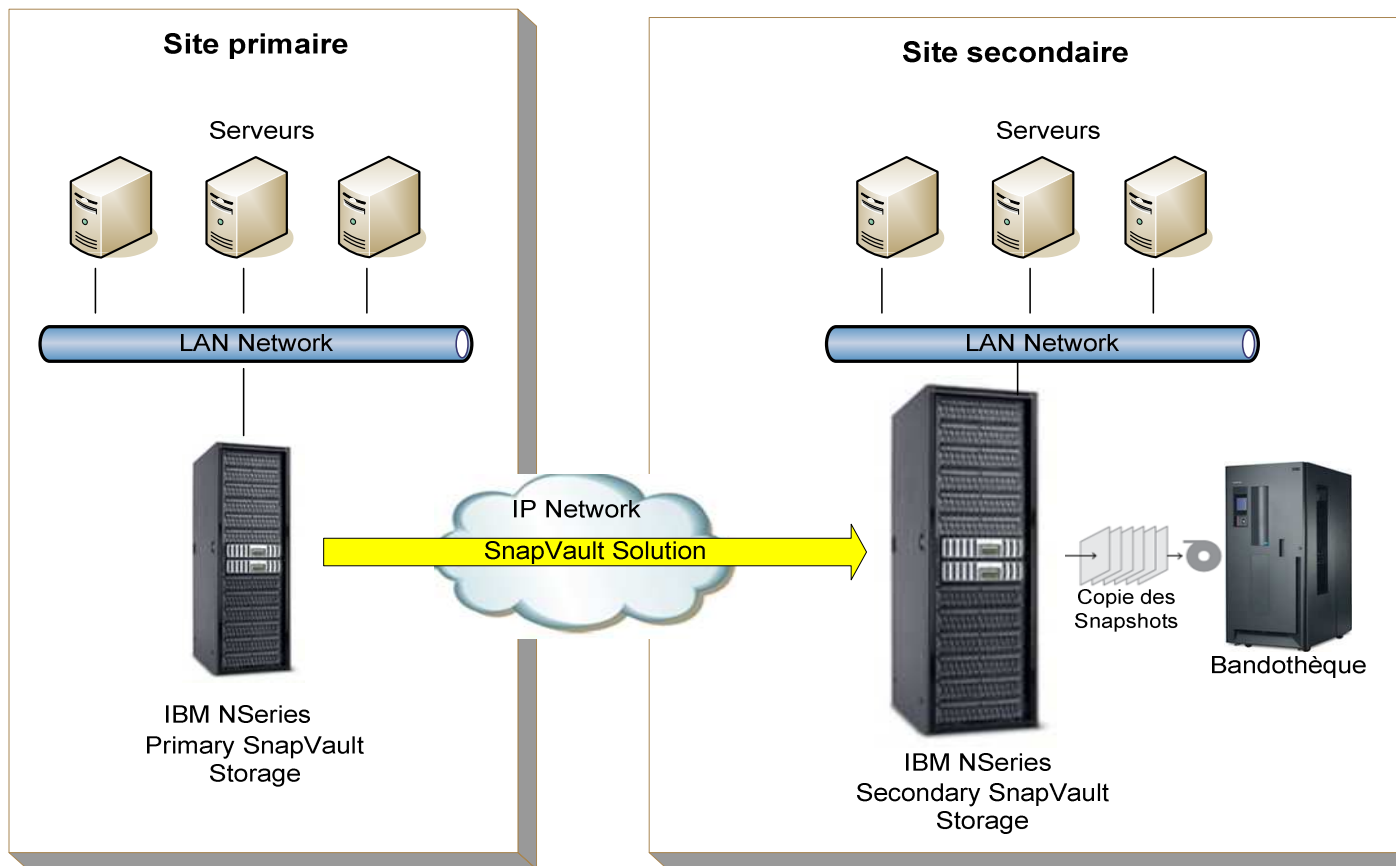 Site primaire
Serveurs
LAN Network
IBM NSeries
Primary SnapVault
Storage
IP Network
SnapVault Solution
Site secondaire
Serveurs
LAN Network
Copie des
Snapshots
Bandothèque
IBM NSeries
Secondary SnapVault
Storage